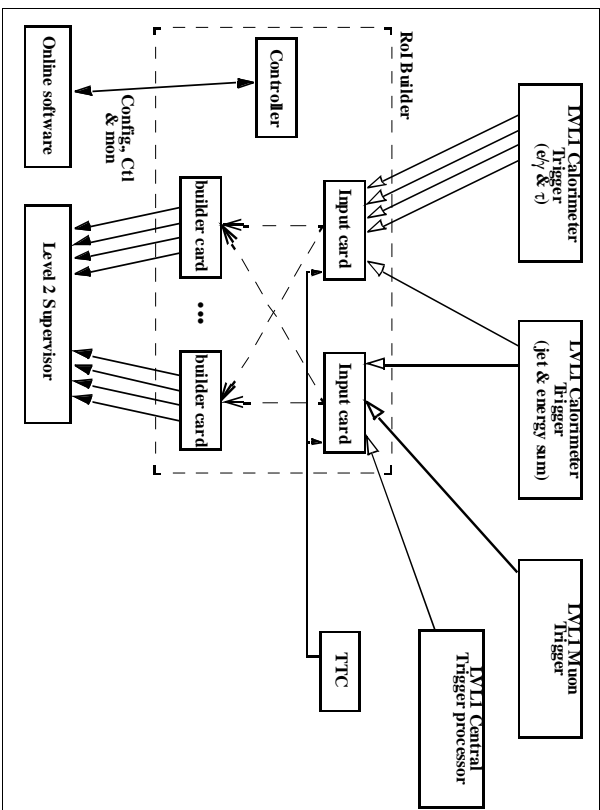 LVL1 Calorimeter
Trigger
(e/γ & τ)
LVL1 Calorimeter
Trigger
(jet & energy sum)
LVL1 Muon
Trigger
LVL1 Central
Trigger processor
RoI Builder
Input card
Input card
TTC
Controller
builder card
...
builder card
Config., Ctl
& mon
Online software
Level 2 Supervisor